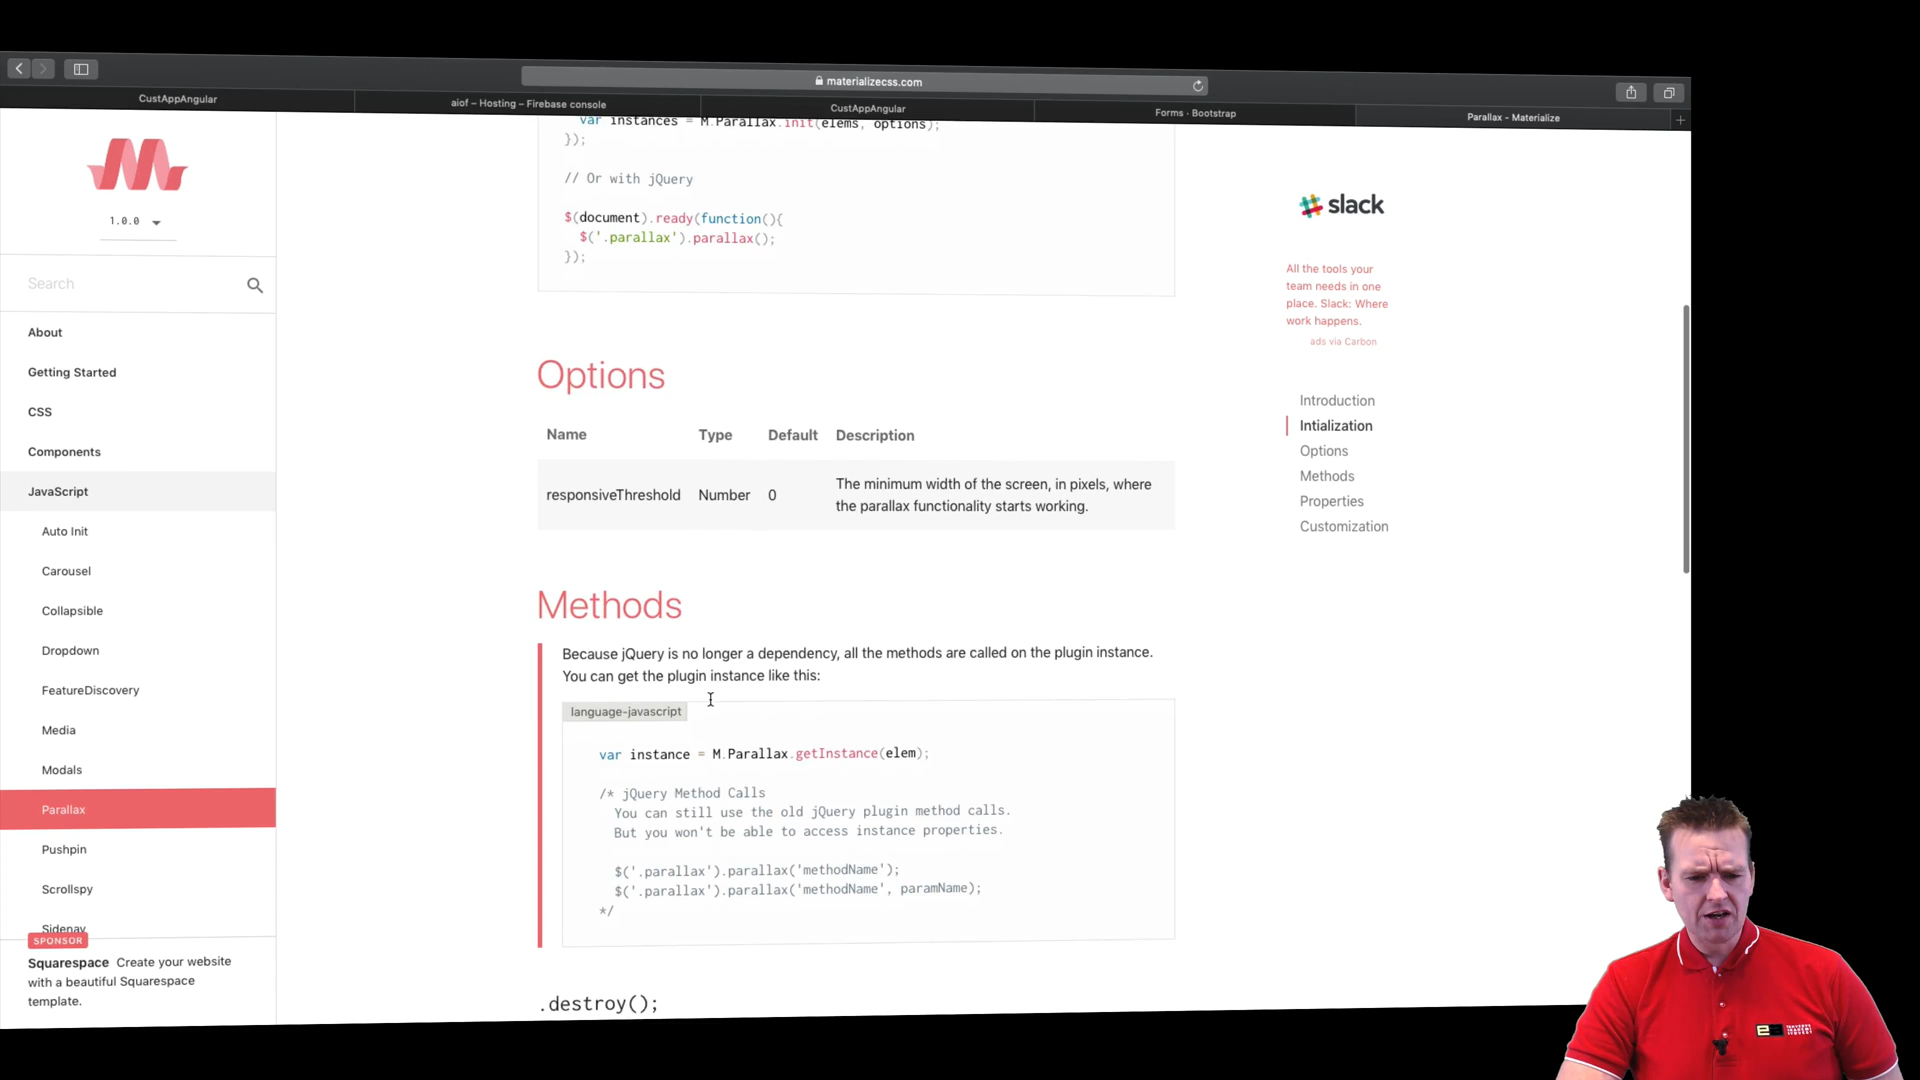 materializecss.com
CustAppAngular
aiof – Hosting – Firebase console
CustAppAngular
Forms · Bootstrap
Parallax - Materialize
1.0.0
Search
About
Getting Started
CSS
Components
JavaScript
Auto Init
Carousel
Collapsible
Dropdown
FeatureDiscovery
Media
Modals
Parallax
Pushpin
Scrollspy
Sidenav
SPONSOR
Squarespace Create your website
with a beautiful Squarespace
template.
var instances = M.Parallax.init(elems, options);
});
// Or with jQuery
$(document).ready(function(){
$('.parallax').parallax();
});
Options
Name Type Default Description
responsiveThreshold Number 0 The minimum width of the screen, in pixels, where
the parallax functionality starts working.
Methods
Because jQuery is no longer a dependency, all the methods are called on the plugin instance.
You can get the plugin instance like this:
language-javascript
var instance = M.Parallax.getInstance(elem);
/* jQuery Method Calls
You can still use the old jQuery plugin method calls.
But you won't be able to access instance properties.
$('.parallax').parallax('methodName');
$('.parallax').parallax('methodName', paramName);
*/
.destroy();
slack
All the tools your
team needs in one
place. Slack: Where
work happens.
ads via Carbon
Introduction
Intialization
Options
Methods
Properties
Customization